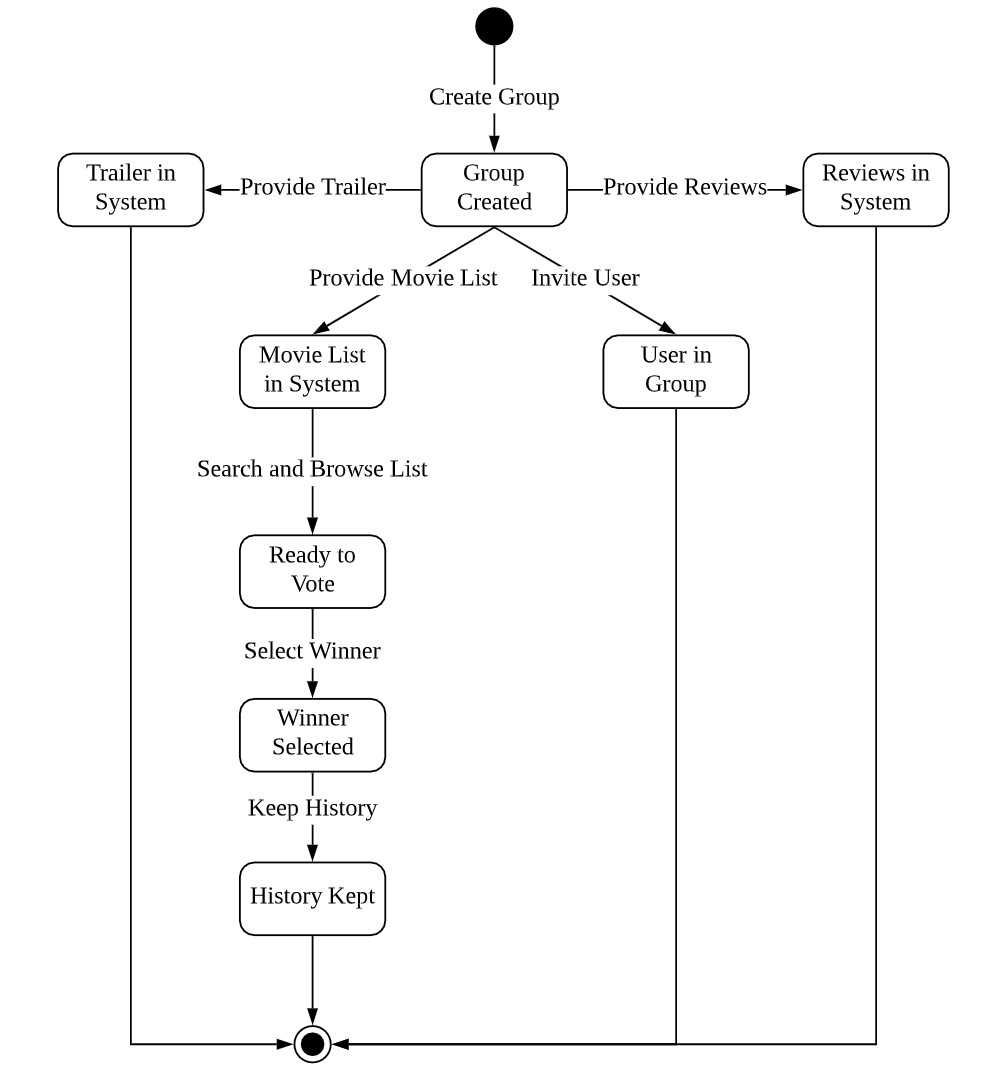 Create Group
Trailer in
System
Provide Trailer
Group
Created
Provide Reviews
Reviews in
System
Provide Movie List
Invite User
Movie List
in System
User in
Group
Search and Browse List
Ready to
Vote
Select Winner
Winner
Selected
Keep History
History Kept